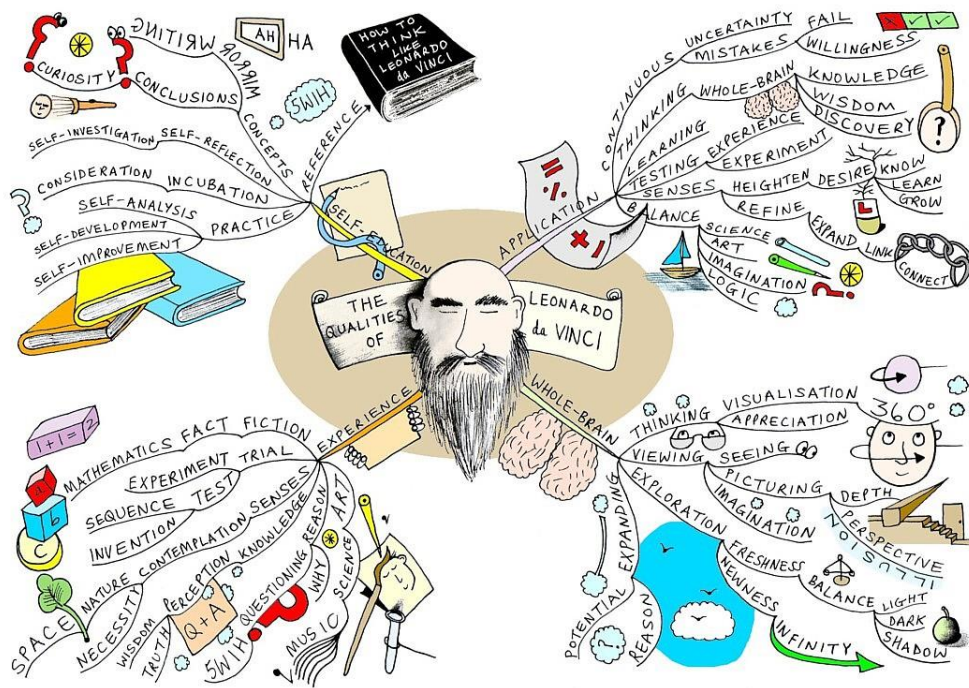 THE QUALITIES OF
LEONARDO da VINCI
SELF-EDUCATION
REFERENCE
HOW TO THINK LIKE LEONARDO da VINCI
5WIH
CONCEPTS
MIRROR WRITING
AH HA
CONCLUSIONS
CURIOSITY
SELF-REFLECTION
SELF-INVESTIGATION
INCUBATION
CONSIDERATION
PRACTICE
SELF-ANALYSIS
SELF-DEVELOPMENT
SELF-IMPROVEMENT
APPLICATION
CONTINUOUS
UNCERTAINTY
MISTAKES
FAIL
WILLINGNESS
THINKING
WHOLE-BRAIN
KNOWLEDGE
WISDOM
DISCOVERY
?
LEARNING
EXPERIENCE
TESTING
EXPERIMENT
SENSES
HEIGHTEN
DESIRE
KNOW
LEARN
GROW
REFINE
L
EXPAND
LINK
CONNECT
BALANCE
SCIENCE
ART
IMAGINATION
LOGIC
WHOLE-BRAIN
THINKING
VISUALISATION
APPRECIATION
360°
VIEWING
SEEING
PICTURING
DEPTH
PERSPECTIVE
ILLUSION
IMAGINATION
EXPLORATION
FRESHNESS
BALANCE
LIGHT
DARK
SHADOW
NEWNESS
INFINITY
EXPANDING
POTENTIAL
REASON
EXPERIENCE
FICTION
FACT
MATHEMATICS
1+1=2
TRIAL
EXPERIMENT
TEST
SEQUENCE
INVENTION
a
b
C
SENSES
CONTEMPLATION
NATURE
SPACE
NECESSITY
KNOWLEDGE
PERCEPTION
WISDOM
TRUTH
Q+A
REASON
QUESTIONING
5WIH
WHY
ART
SCIENCE
MUSIC